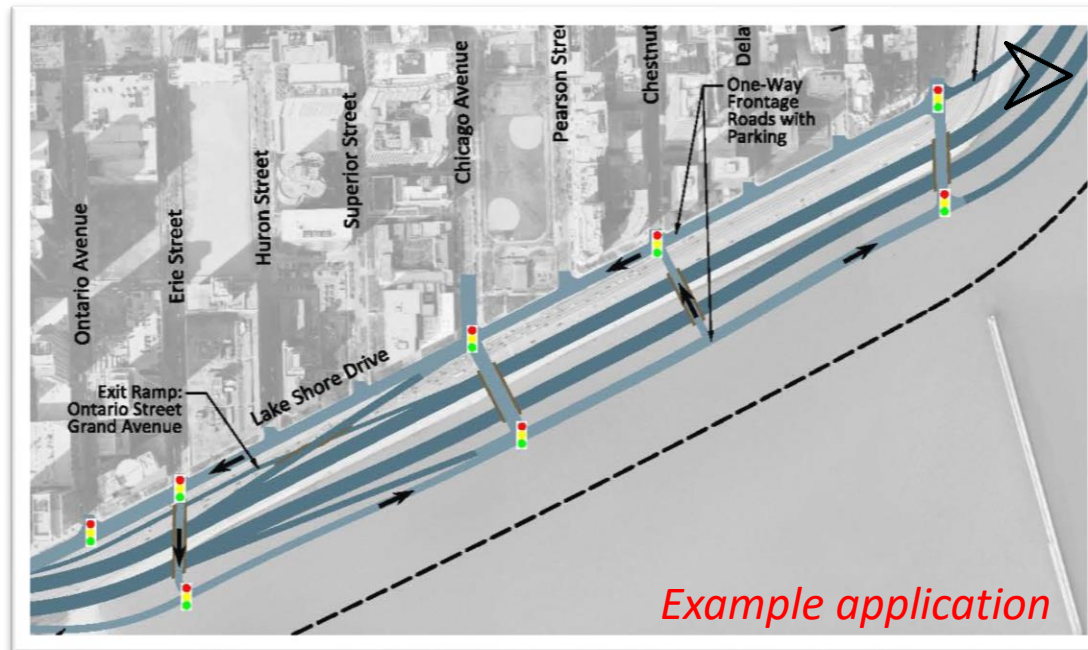 Ontario Avenue
Erie Street
Huron Street
Superior Street
Chicago Avenue
Pearson Stree
Chestnut
Dela
One-Way
Frontage
Roads with
Parking
Exit Ramp:
Ontario Street
Grand Avenue
Lake Shore Drive
Example application